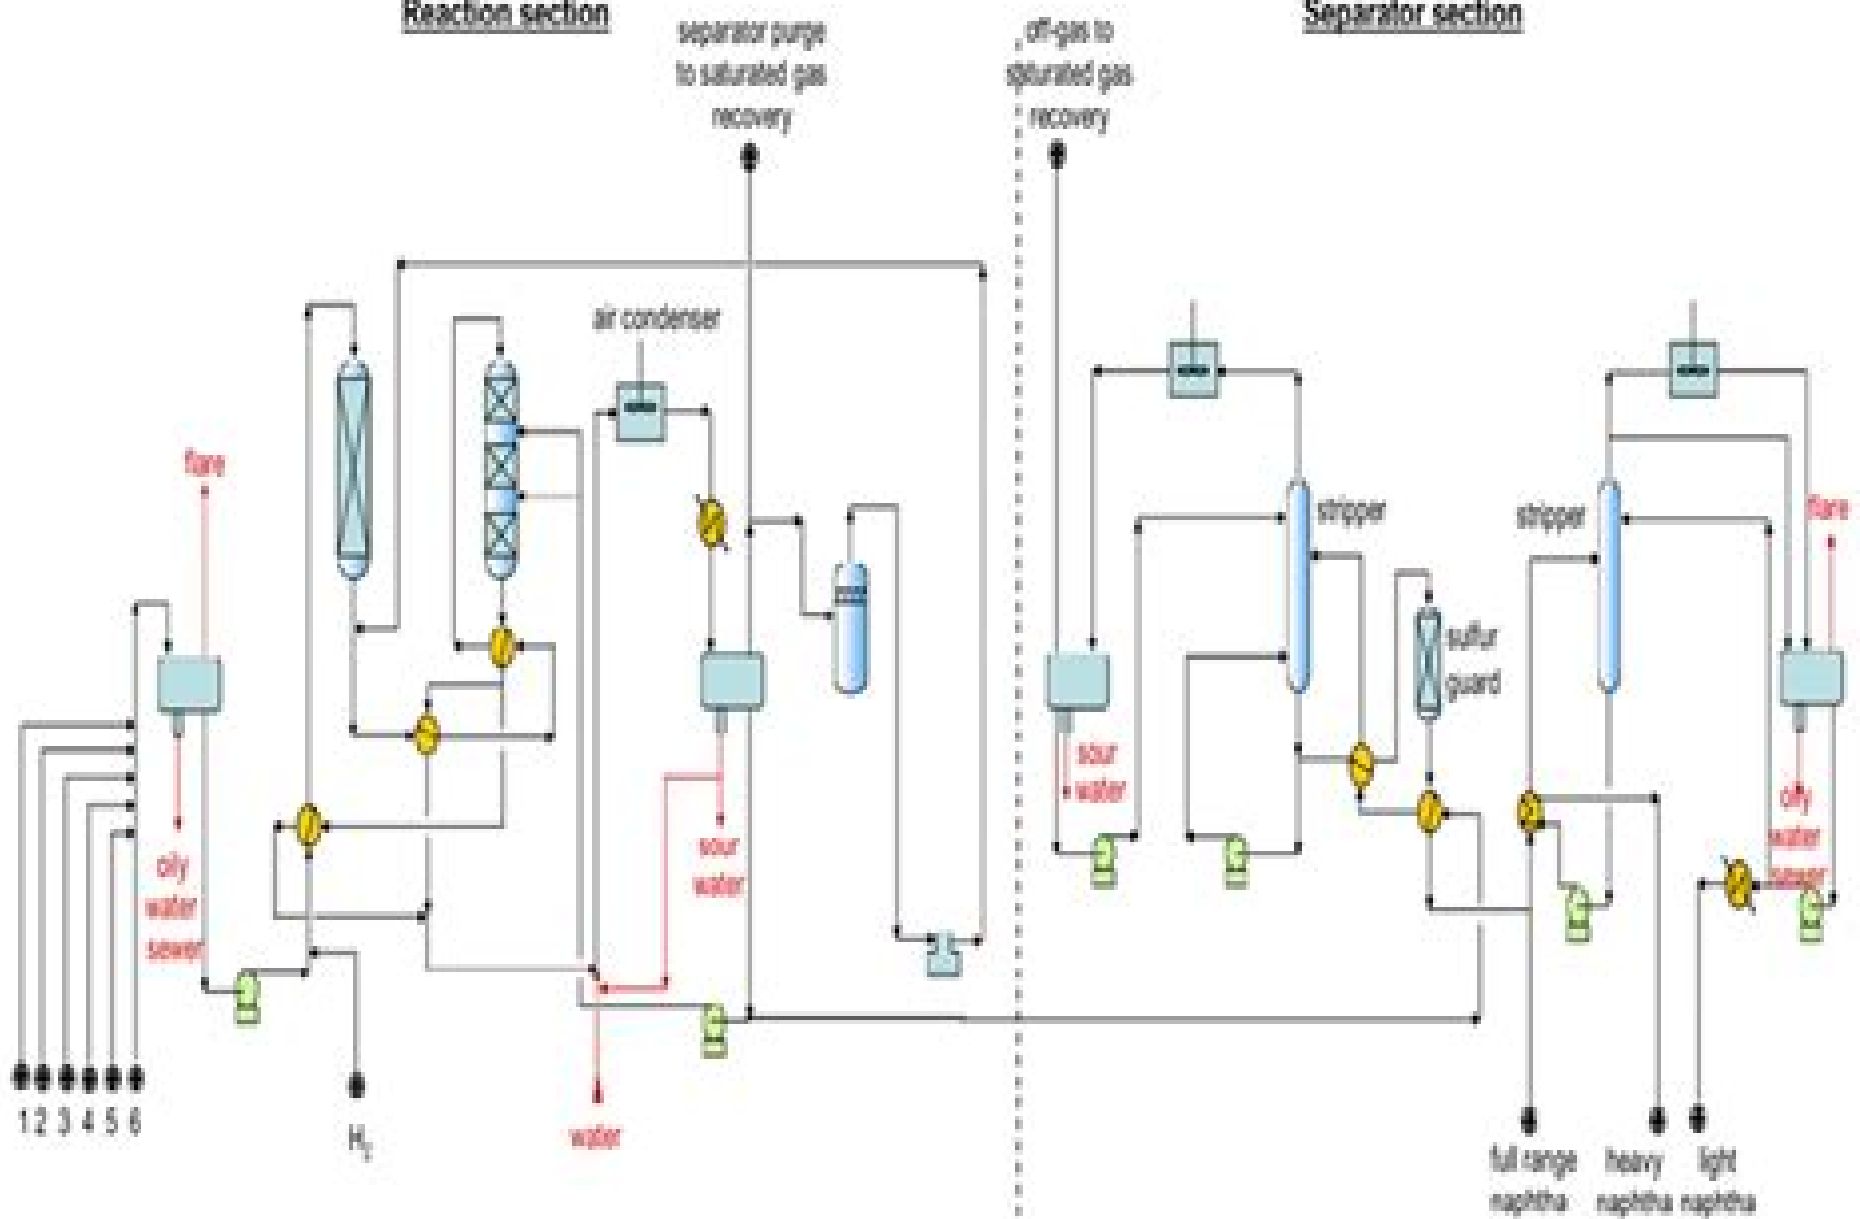 Reaction section
Separator section
separator purge
to saturated gas
recovery
off-gas to
saturated gas
recovery
air condenser
flare
stripper
stripper
flare
sulfur
guard
sour
water
oily
water
sewer
oily
water
sewer
sour
water
1 2 3 4 5 6
H2
water
full range
naphtha
heavy
naphtha
light
naphtha